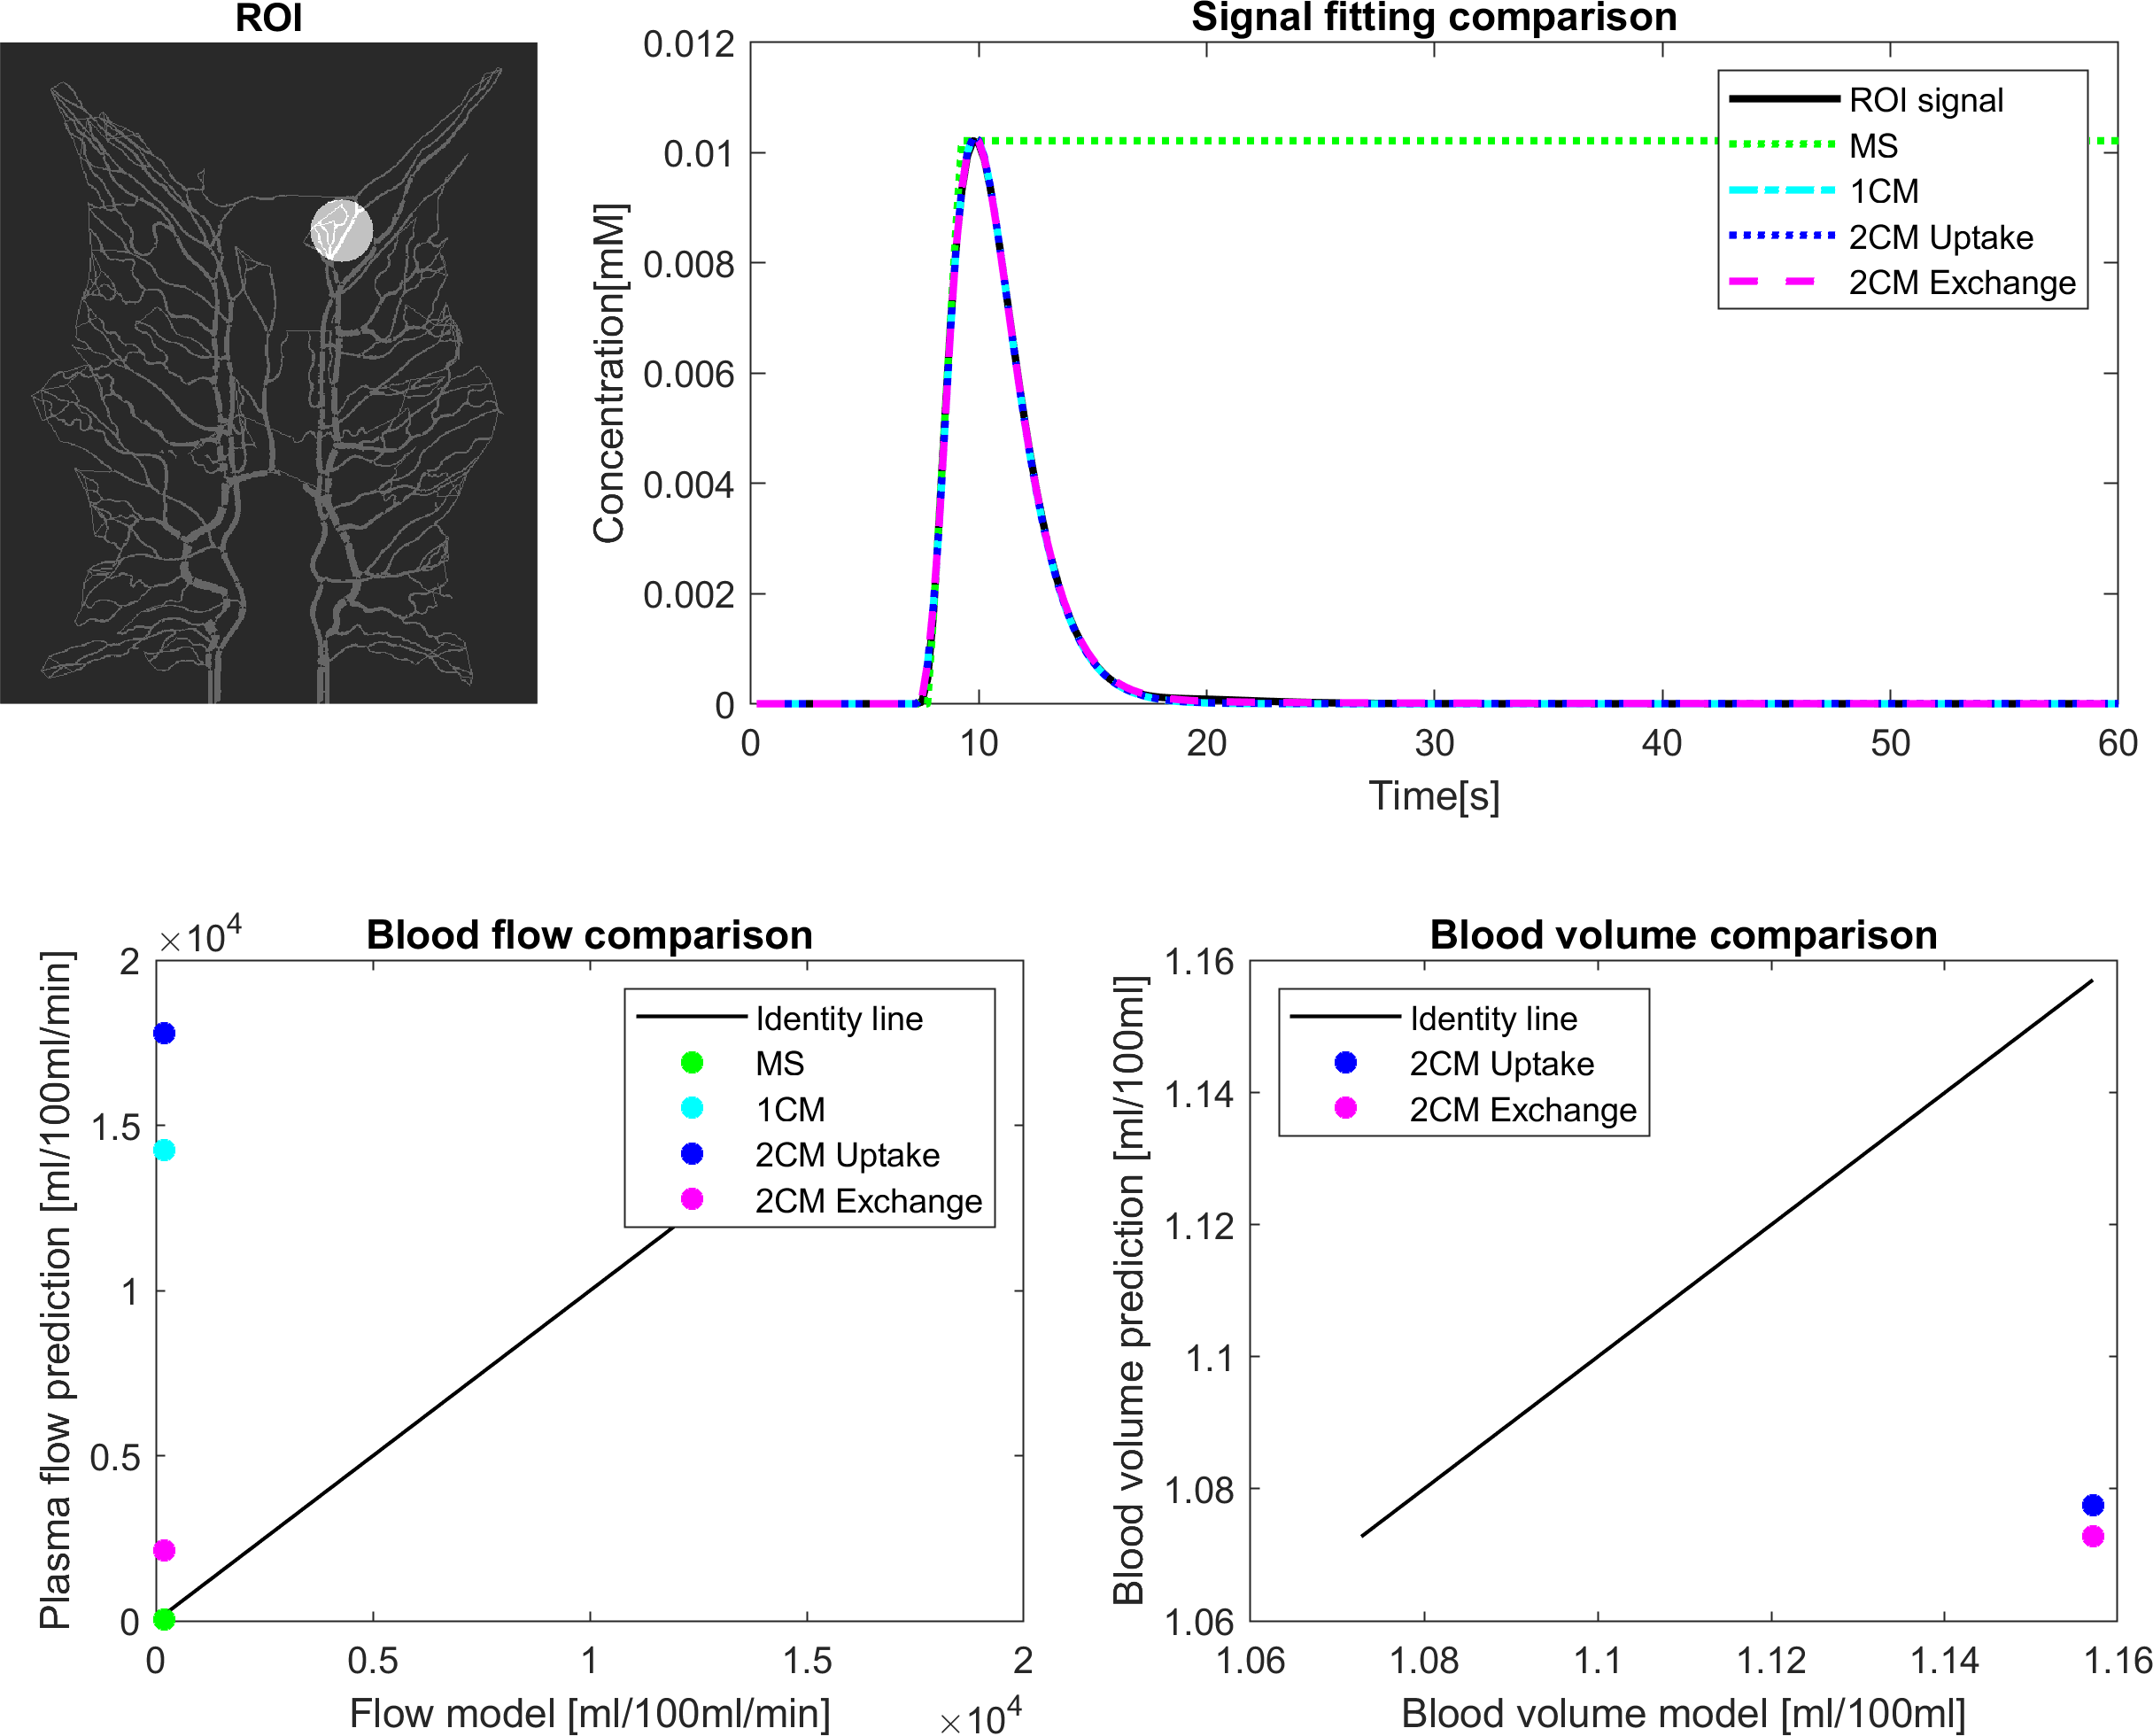 ROI
Signal fitting comparison
0.012
0.01
0.008
0.006
0.004
0.002
0
Concentration[mM]
0 10 20 30 40 50 60
Time[s]
ROI signal
MS
1CM
2CM Uptake
2CM Exchange
Blood flow comparison
×10^4
2
1.5
1
0.5
0
Plasma flow prediction [ml/100ml/min]
0 0.5 1 1.5 2
Flow model [ml/100ml/min]
×10^4
Identity line
MS
1CM
2CM Uptake
2CM Exchange
Blood volume comparison
1.16
1.14
1.12
1.1
1.08
1.06
Blood volume prediction [ml/100ml]
1.06 1.08 1.1 1.12 1.14 1.16
Blood volume model [ml/100ml]
Identity line
2CM Uptake
2CM Exchange